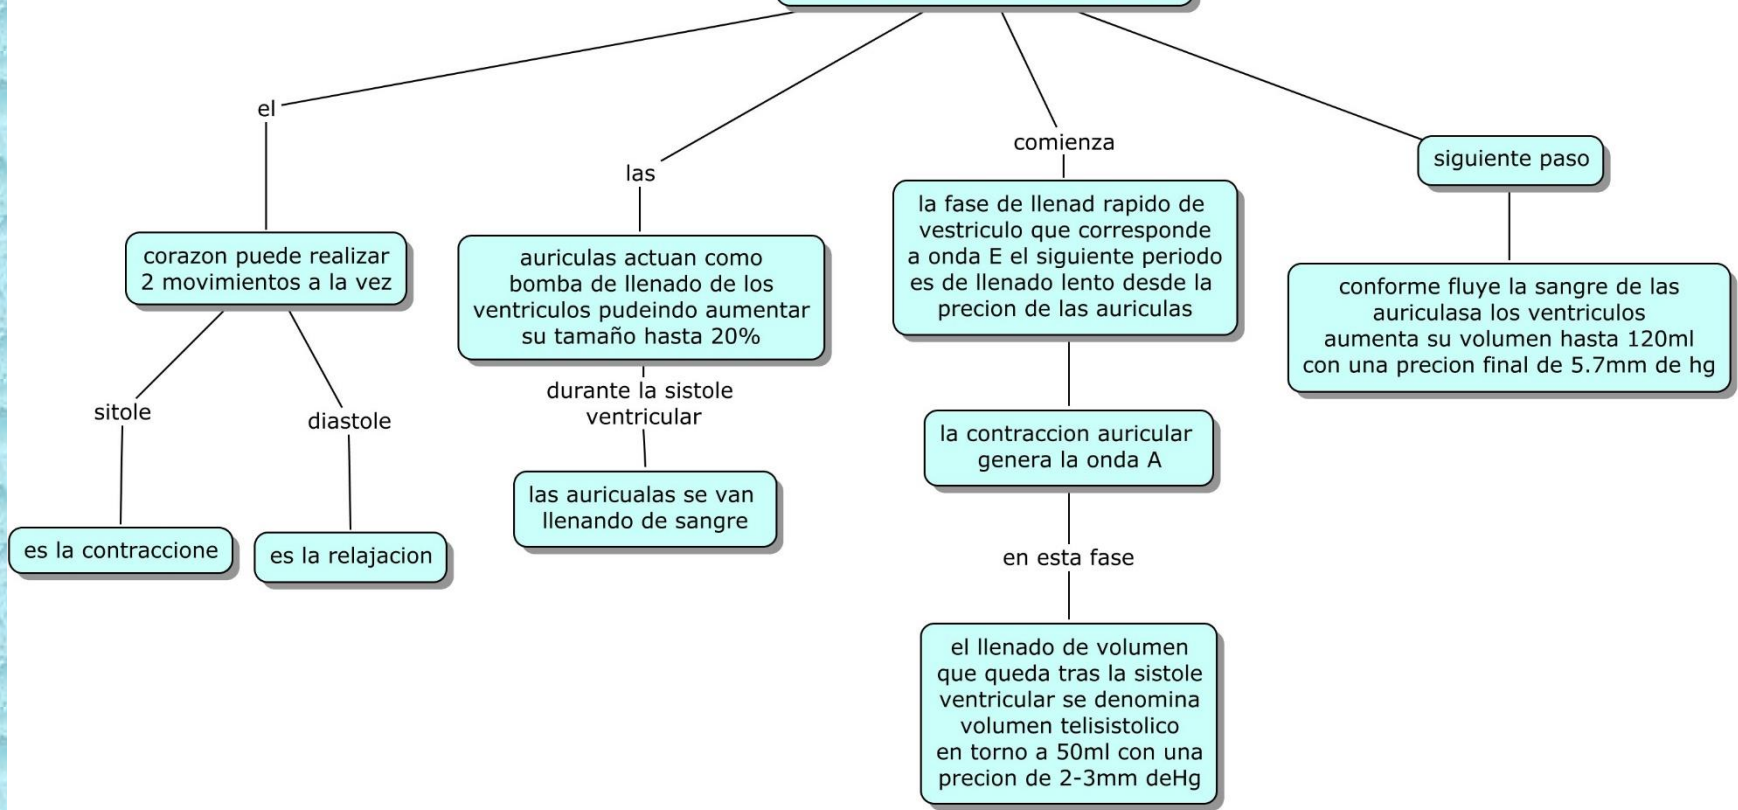 el
corazon puede realizar
2 movimientos a la vez
sitole
es la contraccione
diastole
es la relajacion
las
auriculas actuan como
bomba de llenado de los
ventriculos pudeindo aumentar
su tamaño hasta 20%
durante la sistole
ventricular
las auricualas se van
llenando de sangre
comienza
la fase de llenad rapido de
vestriculo que corresponde
a onda E el siguiente periodo
es de llenado lento desde la
precion de las auriculas
la contraccion auricular
genera la onda A
en esta fase
el llenado de volumen
que queda tras la sistole
ventricular se denomina
volumen telisistolico
en torno a 50ml con una
precion de 2-3mm deHg
siguiente paso
conforme fluye la sangre de las
auriculasa los ventriculos
aumenta su volumen hasta 120ml
con una precion final de 5.7mm de hg